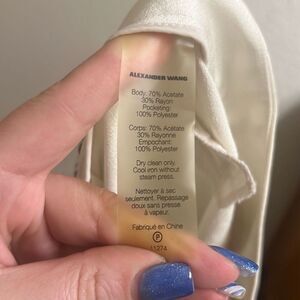 ALEXANDER WANG
Body: 70% Acetate
30% Rayon
Pocketing:
100% Polyester
Corps: 70% Acétate
30% Rayonne
Empochant:
100% Polyester
Dry clean only.
Cool iron without
steam press.
Nettoyer à sec
seulement. Repassage
doux sans presse
à vapeur.
Fabriqué en Chine
P